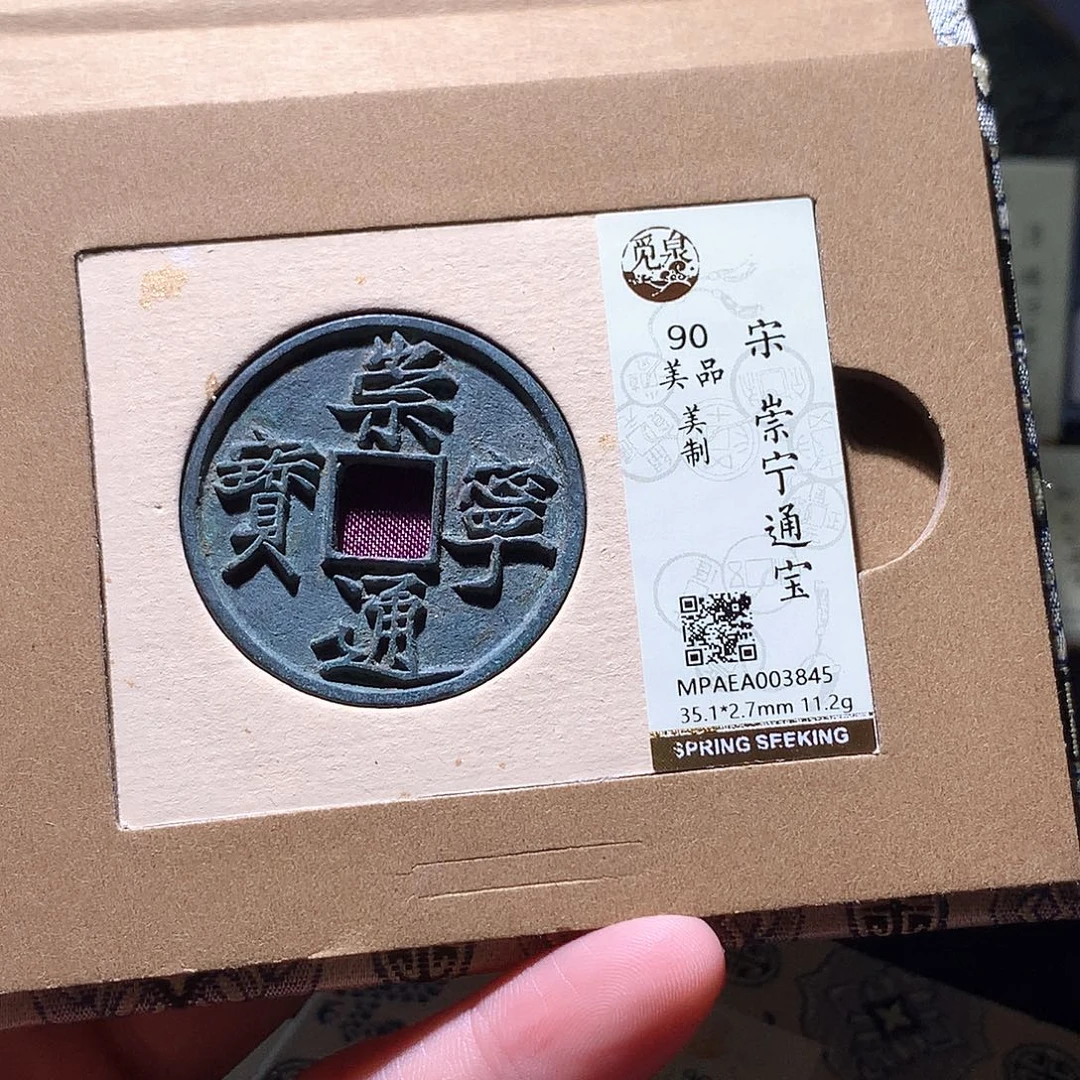 崇寧通寳
觅泉
宋 崇宁通宝
90
美品
美制
MPAEA003845
35.1*2.7mm 11.2g
SPRING SEEKING